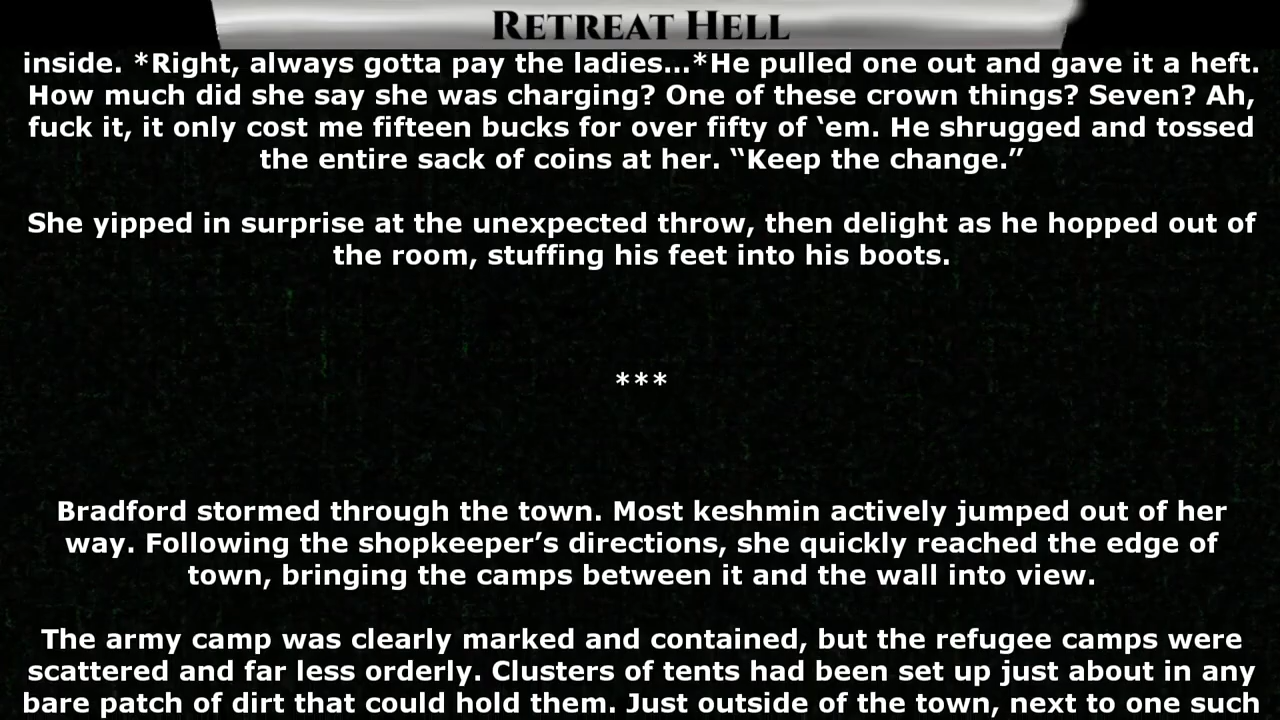 RETREAT HELL
inside. *Right, always gotta pay the ladies...*He pulled one out and gave it a heft.
How much did she say she was charging? One of these crown things? Seven? Ah,
fuck it, it only cost me fifteen bucks for over fifty of ‘em. He shrugged and tossed
the entire sack of coins at her. “Keep the change.”
She yipped in surprise at the unexpected throw, then delight as he hopped out of
the room, stuffing his feet into his boots.
***
Bradford stormed through the town. Most keshmin actively jumped out of her
way. Following the shopkeeper’s directions, she quickly reached the edge of
town, bringing the camps between it and the wall into view.
The army camp was clearly marked and contained, but the refugee camps were
scattered and far less orderly. Clusters of tents had been set up just about in any
bare patch of dirt that could hold them. Just outside of the town, next to one such